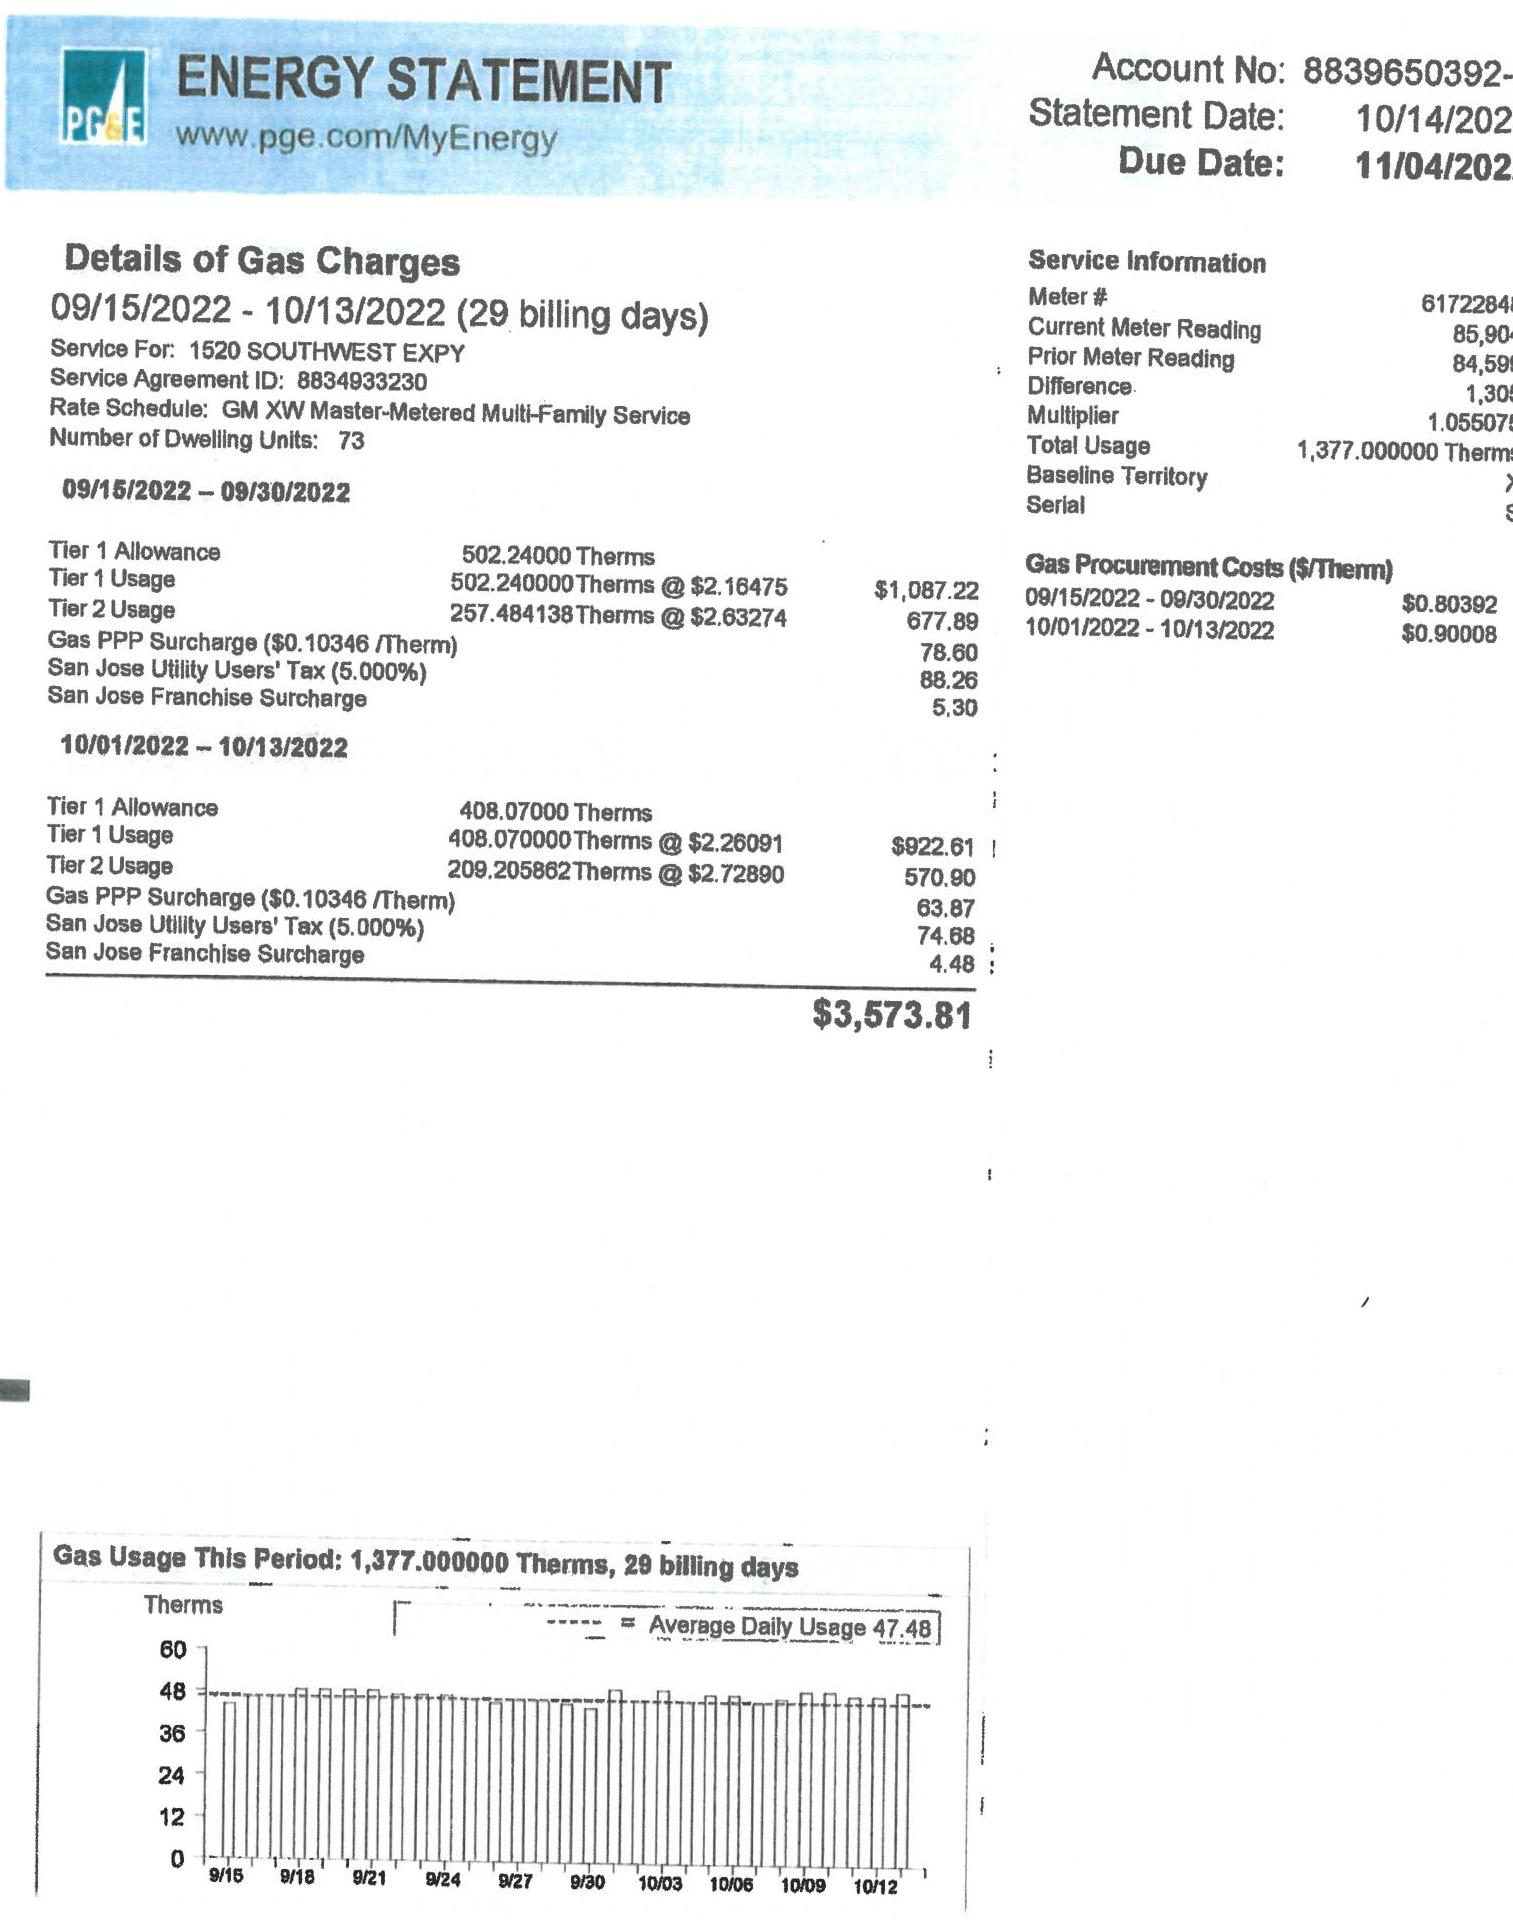 PG&E
ENERGY STATEMENT
www.pge.com/MyEnergy
Account No: 8839650392-
Statement Date: 10/14/202
Due Date: 11/04/202
Details of Gas Charges
09/15/2022 - 10/13/2022 (29 billing days)
Service For: 1520 SOUTHWEST EXPY
Service Agreement ID: 8834933230
Rate Schedule: GM XW Master-Metered Multi-Family Service
Number of Dwelling Units: 73
09/15/2022 – 09/30/2022
Tier 1 Allowance 502.24000 Therms
Tier 1 Usage 502.240000 Therms @ $2.16475 $1,087.22
Tier 2 Usage 257.484138 Therms @ $2.63274 677.89
Gas PPP Surcharge ($0.10346 /Therm) 78.60
San Jose Utility Users' Tax (5.000%) 88.26
San Jose Franchise Surcharge 5.30
10/01/2022 – 10/13/2022
Tier 1 Allowance 408.07000 Therms
Tier 1 Usage 408.070000 Therms @ $2.26091 $922.61
Tier 2 Usage 209.205862 Therms @ $2.72890 570.90
Gas PPP Surcharge ($0.10346 /Therm) 63.87
San Jose Utility Users' Tax (5.000%) 74.68
San Jose Franchise Surcharge 4.48
$3,573.81
Service Information
Meter # 6172284
Current Meter Reading 85,904
Prior Meter Reading 84,599
Difference 1,305
Multiplier 1.055075
Total Usage 1,377.000000 Therms
Baseline Territory X
Serial S
Gas Procurement Costs ($/Therm)
09/15/2022 - 09/30/2022 $0.80392
10/01/2022 - 10/13/2022 $0.90008
Gas Usage This Period: 1,377.000000 Therms, 29 billing days
Therms
----- = Average Daily Usage 47.48
60
48
36
24
12
0
9/15 9/18 9/21 9/24 9/27 9/30 10/03 10/06 10/09 10/12